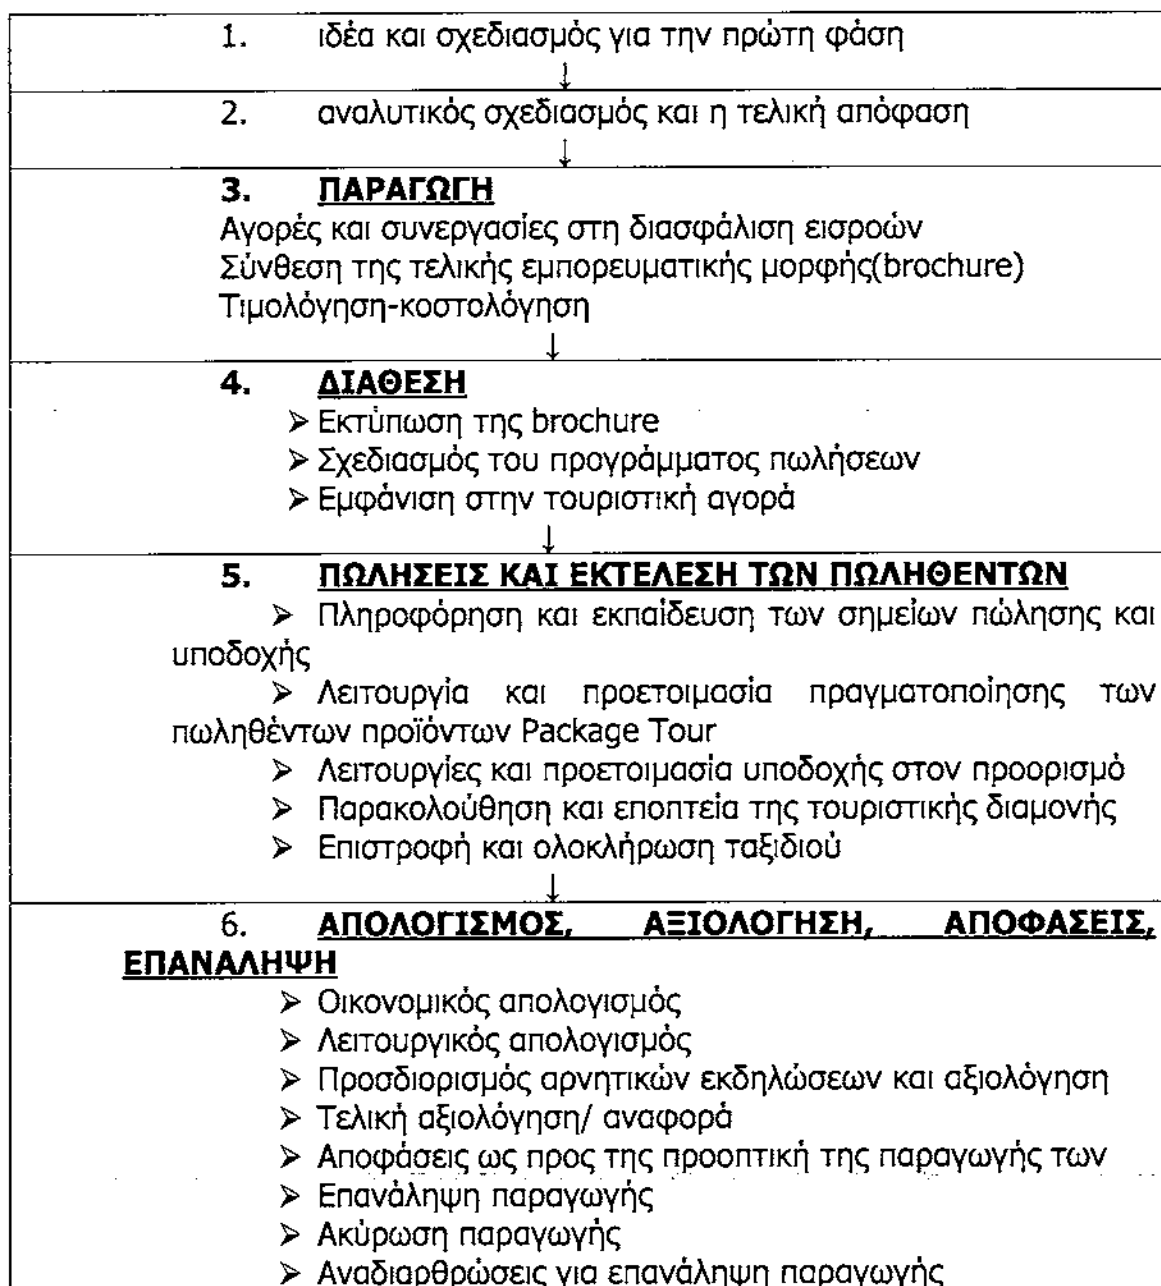 1. ιδέα και σχεδιασμός για την πρώτη φάση
↓
2. αναλυτικός σχεδιασμός και η τελική απόφαση
↓
3. ΠΑΡΑΓΩΓΗ
Αγορές και συνεργασίες στη διασφάλιση εισροών
Σύνθεση της τελικής εμπορευματικής μορφής(brochure)
Τιμολόγηση-κοστολόγηση
↓
4. ΔΙΑΘΕΣΗ
➢ Εκτύπωση της brochure
➢ Σχεδιασμός του προγράμματος πωλήσεων
➢ Εμφάνιση στην τουριστική αγορά
↓
5. ΠΩΛΗΣΕΙΣ ΚΑΙ ΕΚΤΕΛΕΣΗ ΤΩΝ ΠΩΛΗΘΕΝΤΩΝ
➢ Πληροφόρηση και εκπαίδευση των σημείων πώλησης και
υποδοχής
➢ Λειτουργία και προετοιμασία πραγματοποίησης των
πωληθέντων προϊόντων Package Tour
➢ Λειτουργίες και προετοιμασία υποδοχής στον προορισμό
➢ Παρακολούθηση και εποπτεία της τουριστικής διαμονής
➢ Επιστροφή και ολοκλήρωση ταξιδιού
↓
6. ΑΠΟΛΟΓΙΣΜΟΣ, ΑΞΙΟΛΟΓΗΣΗ, ΑΠΟΦΑΣΕΙΣ,
ΕΠΑΝΑΛΗΨΗ
➢ Οικονομικός απολογισμός
➢ Λειτουργικός απολογισμός
➢ Προσδιορισμός αρνητικών εκδηλώσεων και αξιολόγηση
➢ Τελική αξιολόγηση/ αναφορά
➢ Αποφάσεις ως προς της προοπτική της παραγωγής των
➢ Επανάληψη παραγωγής
➢ Ακύρωση παραγωγής
➢ Αναδιαρθρώσεις για επανάληψη παραγωγής